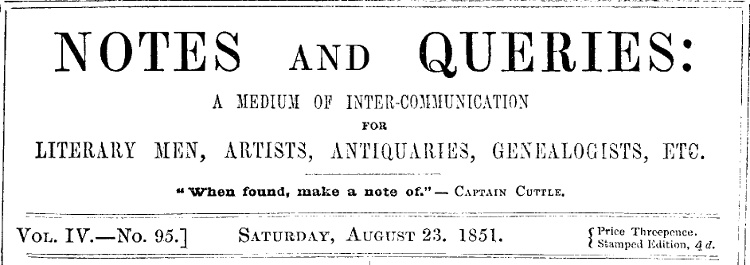 NOTES AND QUERIES:
A MEDIUM OF INTER-COMMUNICATION
FOR
LITERARY MEN, ARTISTS, ANTIQUARIES, GENEALOGISTS, ETC.
"When found, make a note of."—CAPTAIN CUTTLE.
VOL. IV.—No. 95.] SATURDAY, AUGUST 23. 1851. { Price Threepence.
{ Stamped Edition, 4d.